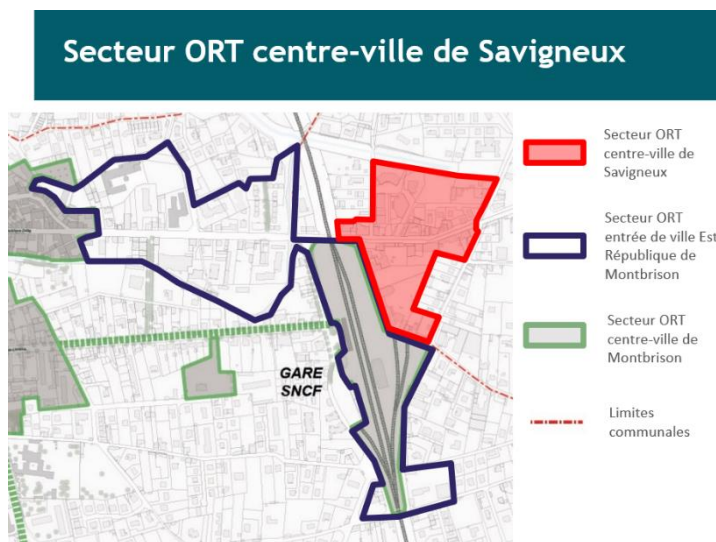 Secteur ORT centre-ville de Savigneux
Secteur ORT
centre-ville de
Savigneux
Secteur ORT
entrée de ville Est
République de
Montbrison
Secteur ORT
centre-ville de
Montbrison
Limites
communales
GARE
SNCF